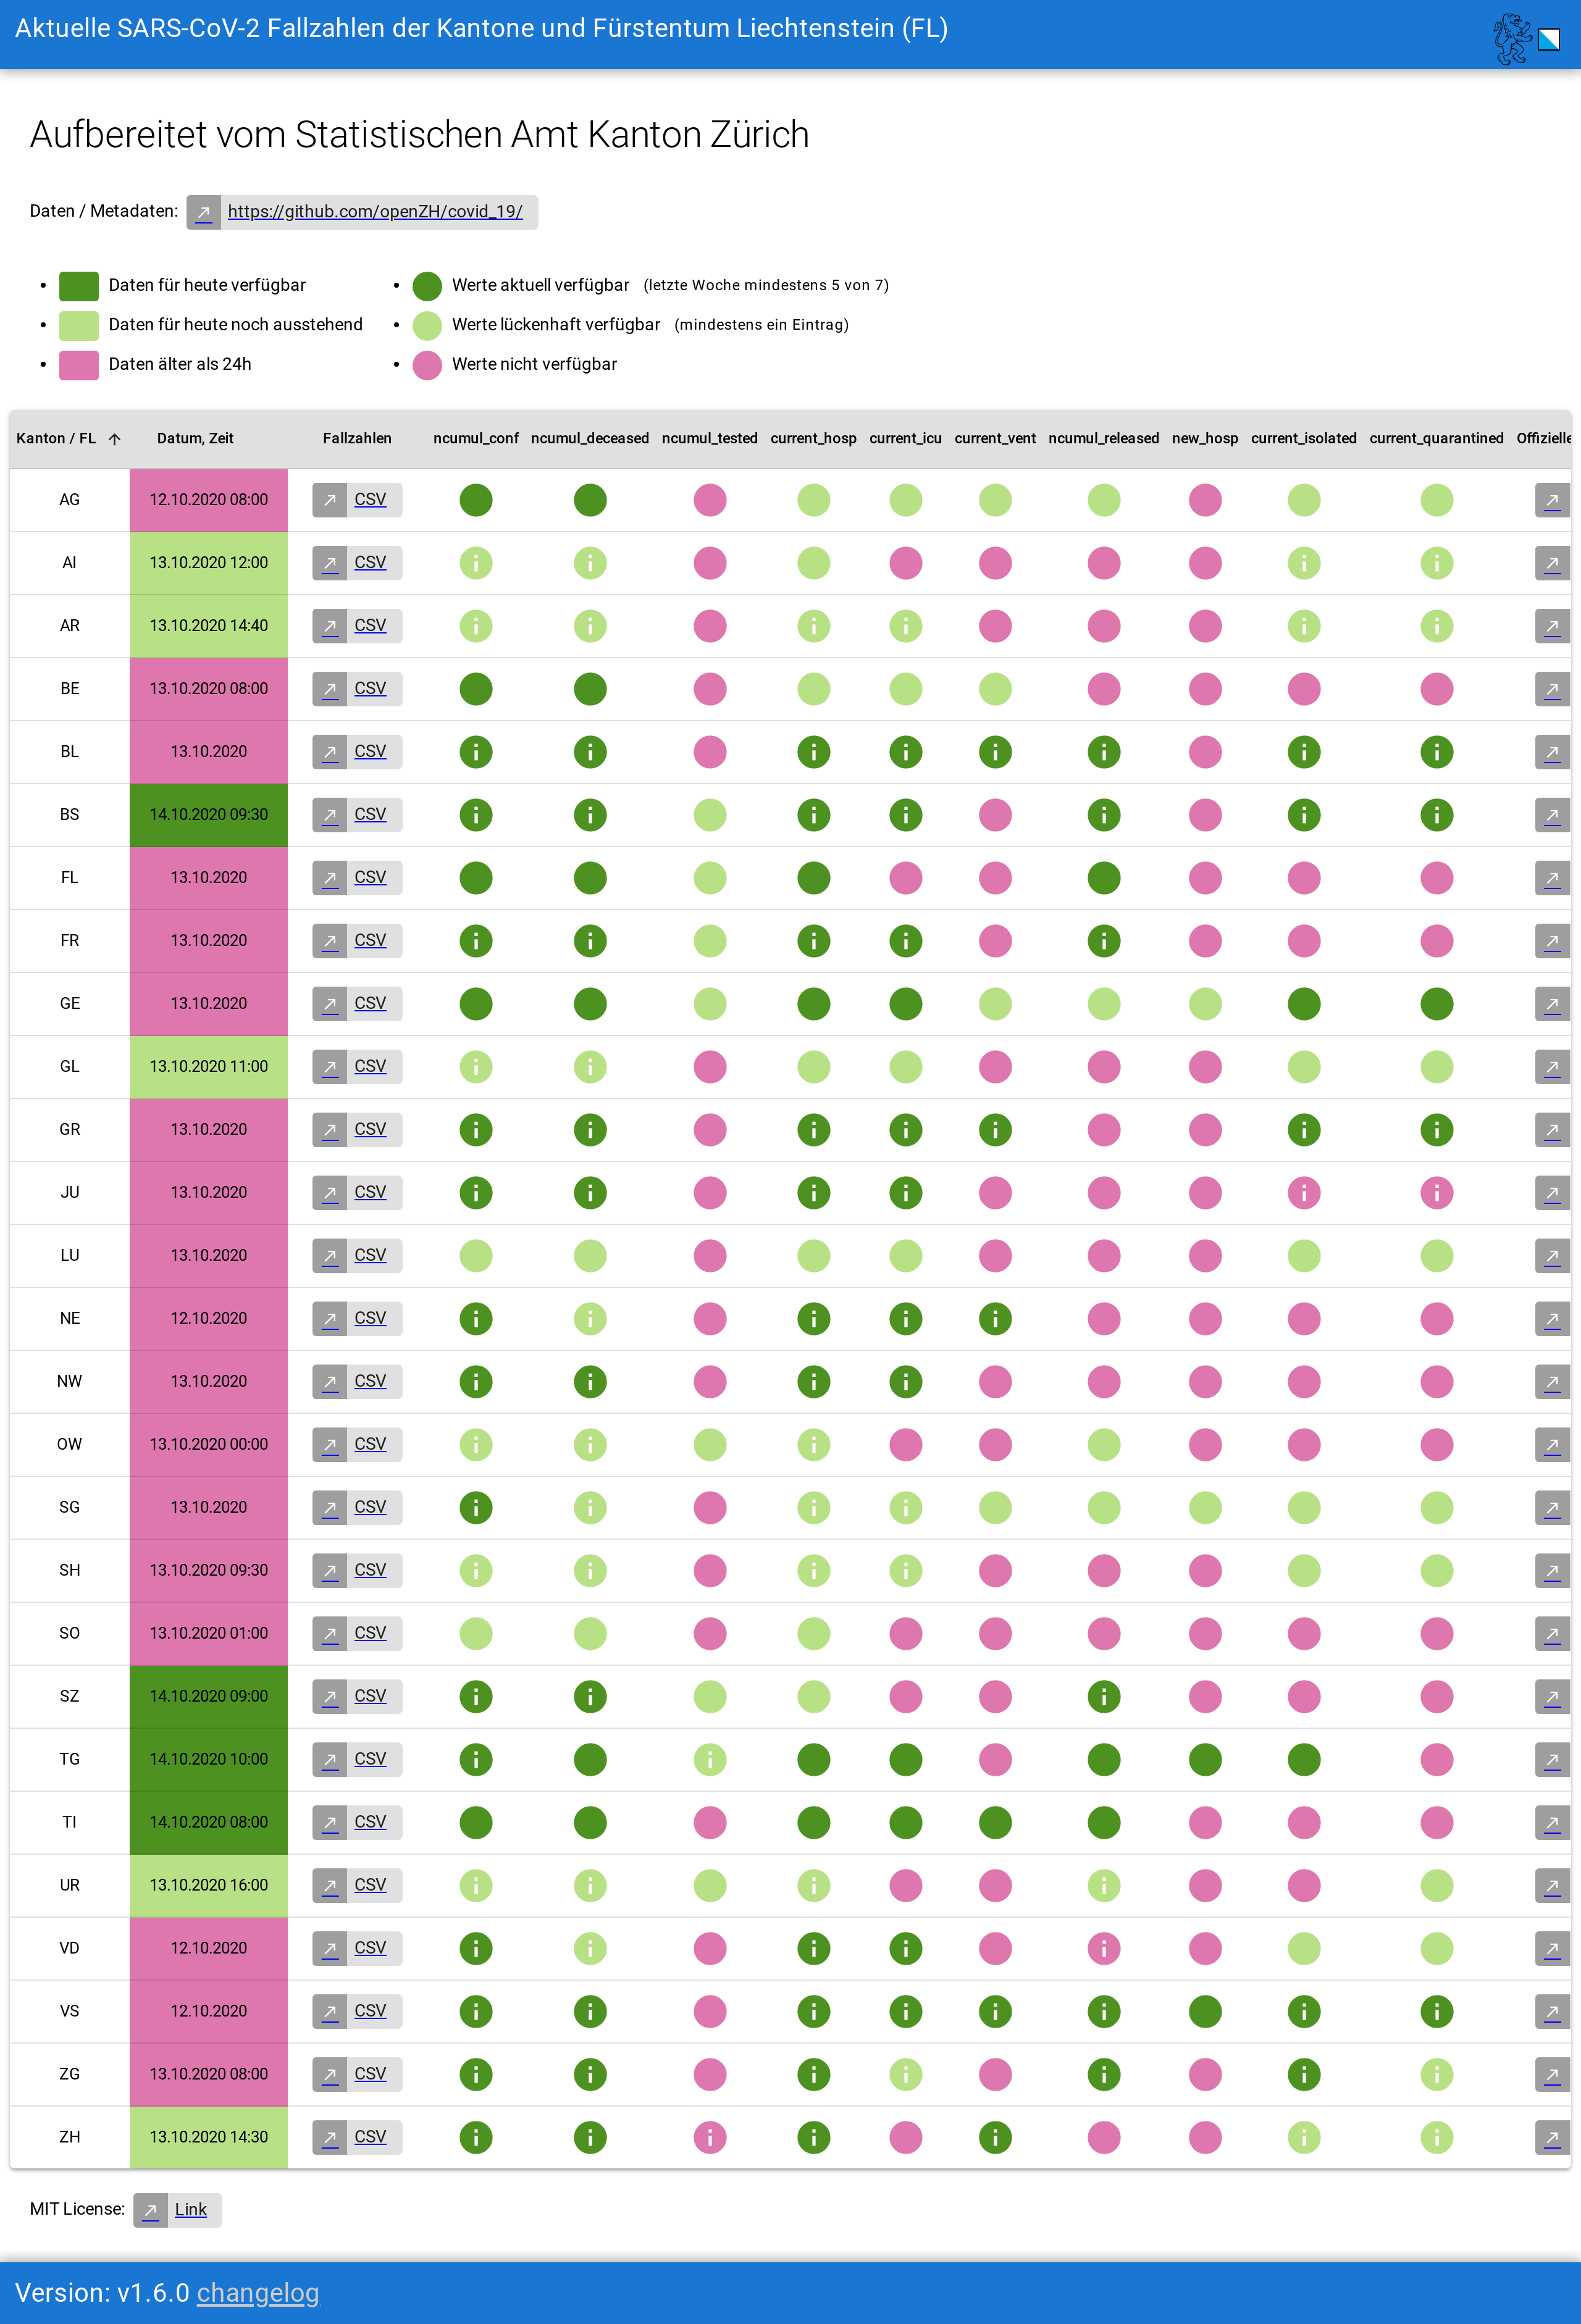 Aktuelle SARS-CoV-2 Fallzahlen der Kantone und Fürstentum Liechtenstein (FL)
Aufbereitet vom Statistischen Amt Kanton Zürich
Daten / Metadaten: https://github.com/openZH/covid_19/
Daten für heute verfügbar
Daten für heute noch ausstehend
Daten älter als 24h
Werte aktuell verfügbar (letzte Woche mindestens 5 von 7)
Werte lückenhaft verfügbar (mindestens ein Eintrag)
Werte nicht verfügbar
Kanton / FL Datum, Zeit Fallzahlen ncumul_conf ncumul_deceased ncumul_tested current_hosp current_icu current_vent ncumul_released new_hosp current_isolated current_quarantined Offizielle
AG 12.10.2020 08:00 CSV
AI 13.10.2020 12:00 CSV
AR 13.10.2020 14:40 CSV
BE 13.10.2020 08:00 CSV
BL 13.10.2020 CSV
BS 14.10.2020 09:30 CSV
FL 13.10.2020 CSV
FR 13.10.2020 CSV
GE 13.10.2020 CSV
GL 13.10.2020 11:00 CSV
GR 13.10.2020 CSV
JU 13.10.2020 CSV
LU 13.10.2020 CSV
NE 12.10.2020 CSV
NW 13.10.2020 CSV
OW 13.10.2020 00:00 CSV
SG 13.10.2020 CSV
SH 13.10.2020 09:30 CSV
SO 13.10.2020 01:00 CSV
SZ 14.10.2020 09:00 CSV
TG 14.10.2020 10:00 CSV
TI 14.10.2020 08:00 CSV
UR 13.10.2020 16:00 CSV
VD 12.10.2020 CSV
VS 12.10.2020 CSV
ZG 13.10.2020 08:00 CSV
ZH 13.10.2020 14:30 CSV
MIT License: Link
Version: v1.6.0 changelog